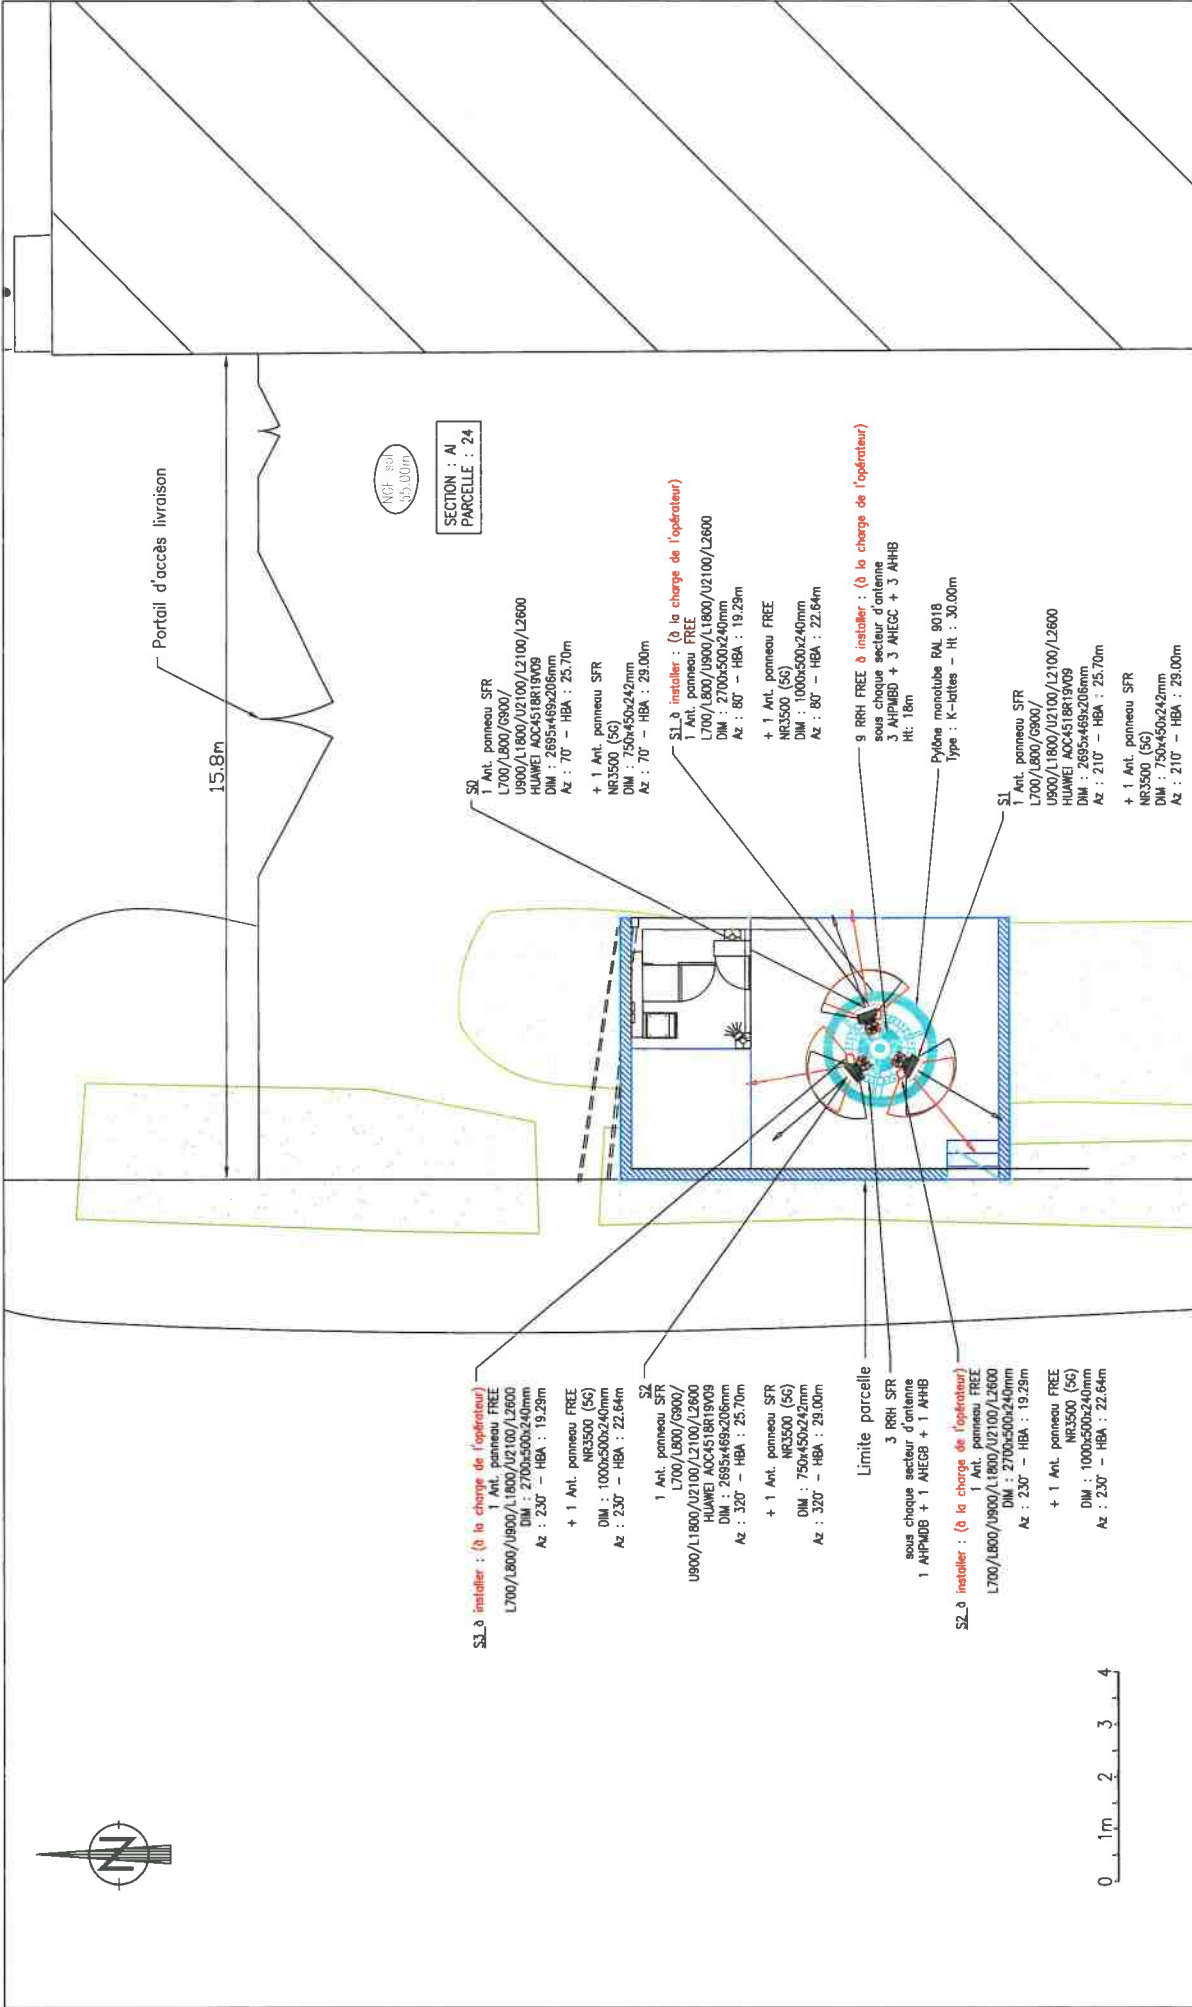 Portail d'accès livraison
15.8m
NGF sol
55.00m
SECTION : AI
PARCELLE : 24
S0
1 Ant. panneau SFR
L700/L800/G900/
U900/L1800/U2100/L2100/L2600
HUAWEI AOC4518R19V09
DIM : 2695x469x206mm
Az : 70° - HBA : 25.70m
+ 1 Ant. panneau SFR
NR3500 (5G)
DIM : 750x450x242mm
Az : 70° - HBA : 29.00m
S1 à installer : (à la charge de l'opérateur)
1 Ant. panneau FREE
L700/L800/U900/L1800/U2100/L2600
DIM : 2700x500x240mm
Az : 80° - HBA : 19.29m
+ 1 Ant. panneau FREE
NR3500 (5G)
DIM : 1000x500x240mm
Az : 80° - HBA : 22.64m
9 RRH FREE à installer : (à la charge de l'opérateur)
sous chaque secteur d'antenne
3 AHPMBD + 3 AHEGC + 3 AHHB
Ht: 18m
Pylône monotube RAL 9018
Type : K-lattes - Ht : 30.00m
S1
1 Ant. panneau SFR
L700/L800/G900/
U900/L1800/U2100/L2100/L2600
HUAWEI AOC4518R19V09
DIM : 2695x469x206mm
Az : 210° - HBA : 25.70m
+ 1 Ant. panneau SFR
NR3500 (5G)
DIM : 750x450x242mm
Az : 210° - HBA : 29.00m
S3 à installer : (à la charge de l'opérateur)
1 Ant. panneau FREE
L700/L800/U900/L1800/U2100/L2600
DIM : 2700x500x240mm
Az : 230° - HBA : 19.29m
+ 1 Ant. panneau FREE
NR3500 (5G)
DIM : 1000x500x240mm
Az : 230° - HBA : 22.64m
S2
1 Ant. panneau SFR
L700/L800/G900/
U900/L1800/U2100/L2100/L2600
HUAWEI AOC4518R19V09
DIM : 2695x469x206mm
Az : 320° - HBA : 25.70m
+ 1 Ant. panneau SFR
NR3500 (5G)
DIM : 750x450x242mm
Az : 320° - HBA : 29.00m
Limite parcelle
3 RRH SFR
sous chaque secteur d'antenne
1 AHPMDB + 1 AHEGB + 1 AHHB
S2 à installer : (à la charge de l'opérateur)
1 Ant. panneau FREE
L700/L800/U900/L1800/U2100/L2600
DIM : 2700x500x240mm
Az : 230° - HBA : 19.29m
+ 1 Ant. panneau FREE
NR3500 (5G)
DIM : 1000x500x240mm
Az : 230° - HBA : 22.64m
N
0 1m 2 3 4